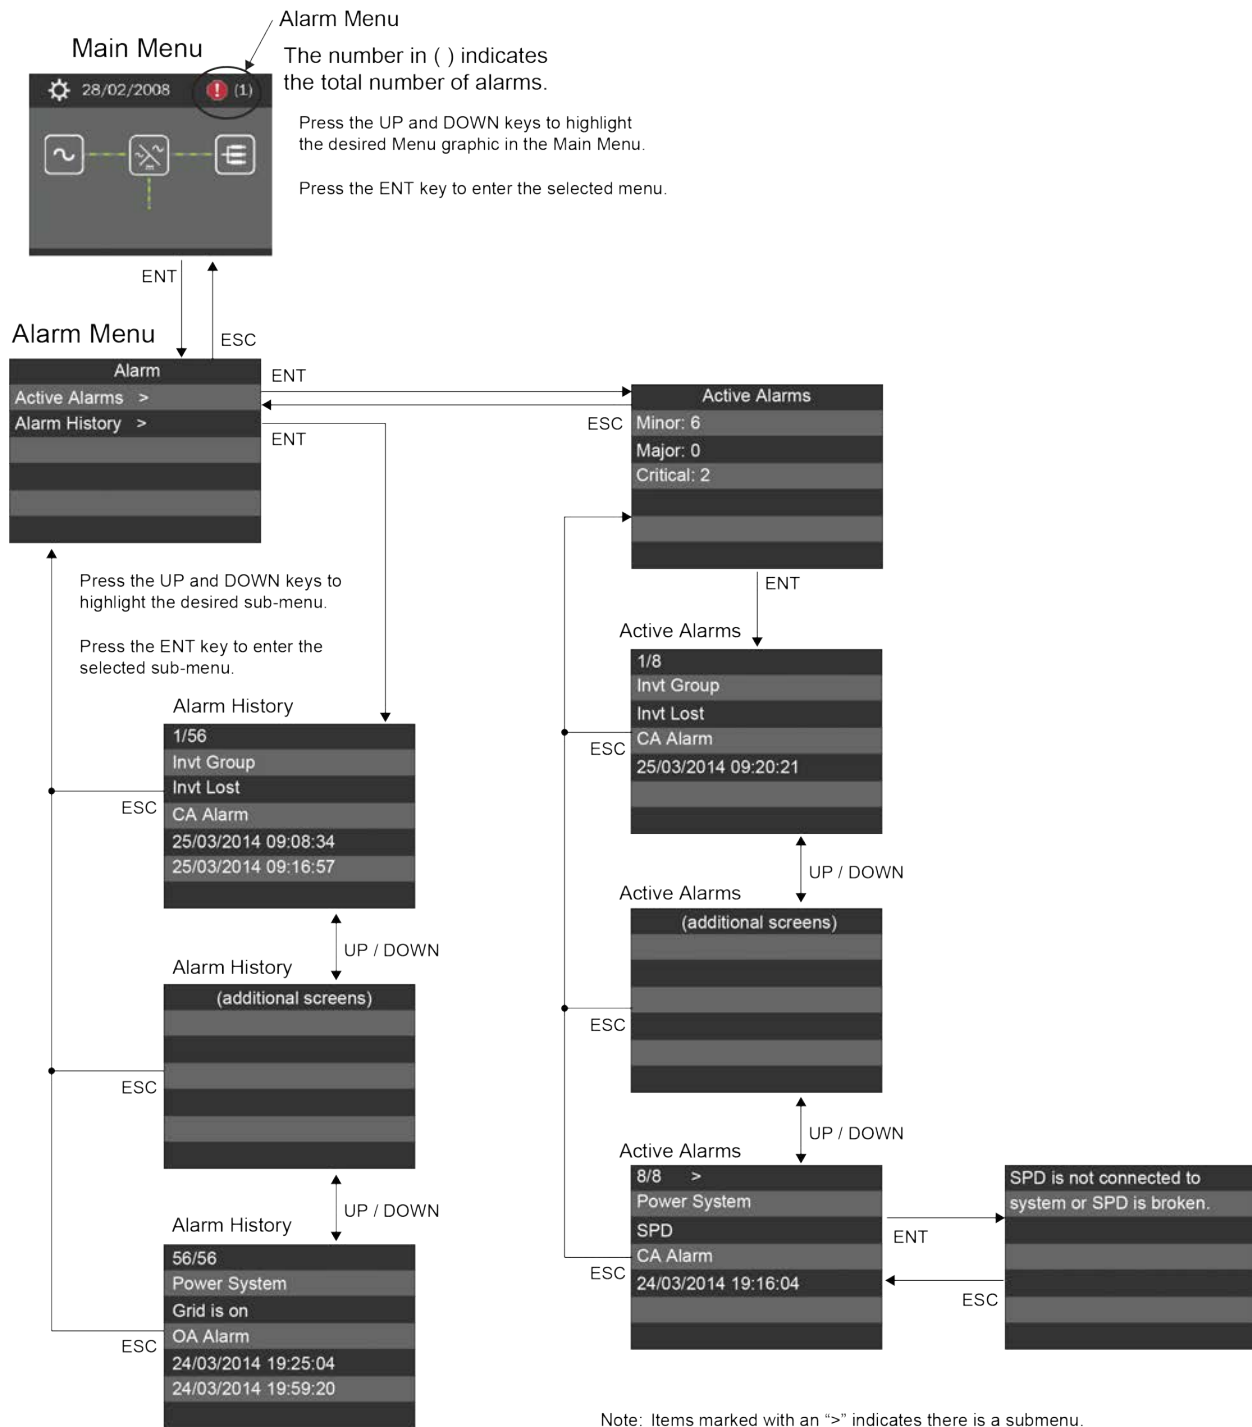 Alarm Menu
Main Menu
The number in ( ) indicates
the total number of alarms.
28/02/2008
! (1)
Press the UP and DOWN keys to highlight
the desired Menu graphic in the Main Menu.
Press the ENT key to enter the selected menu.
ENT
ESC
Alarm Menu
Alarm
Active Alarms >
Alarm History >
ENT
ENT
ESC
Active Alarms
Minor: 6
Major: 0
Critical: 2
Press the UP and DOWN keys to
highlight the desired sub-menu.
Press the ENT key to enter the
selected sub-menu.
ENT
Alarm History
1/56
Invt Group
Invt Lost
CA Alarm
25/03/2014 09:08:34
25/03/2014 09:16:57
ESC
UP / DOWN
Alarm History
(additional screens)
ESC
UP / DOWN
Alarm History
56/56
Power System
Grid is on
OA Alarm
24/03/2014 19:25:04
24/03/2014 19:59:20
ESC
Active Alarms
1/8
Invt Group
Invt Lost
CA Alarm
25/03/2014 09:20:21
ESC
UP / DOWN
Active Alarms
(additional screens)
ESC
UP / DOWN
Active Alarms
8/8 >
Power System
SPD
CA Alarm
24/03/2014 19:16:04
ESC
ENT
ESC
SPD is not connected to
system or SPD is broken.
Note: Items marked with an “>” indicates there is a submenu.